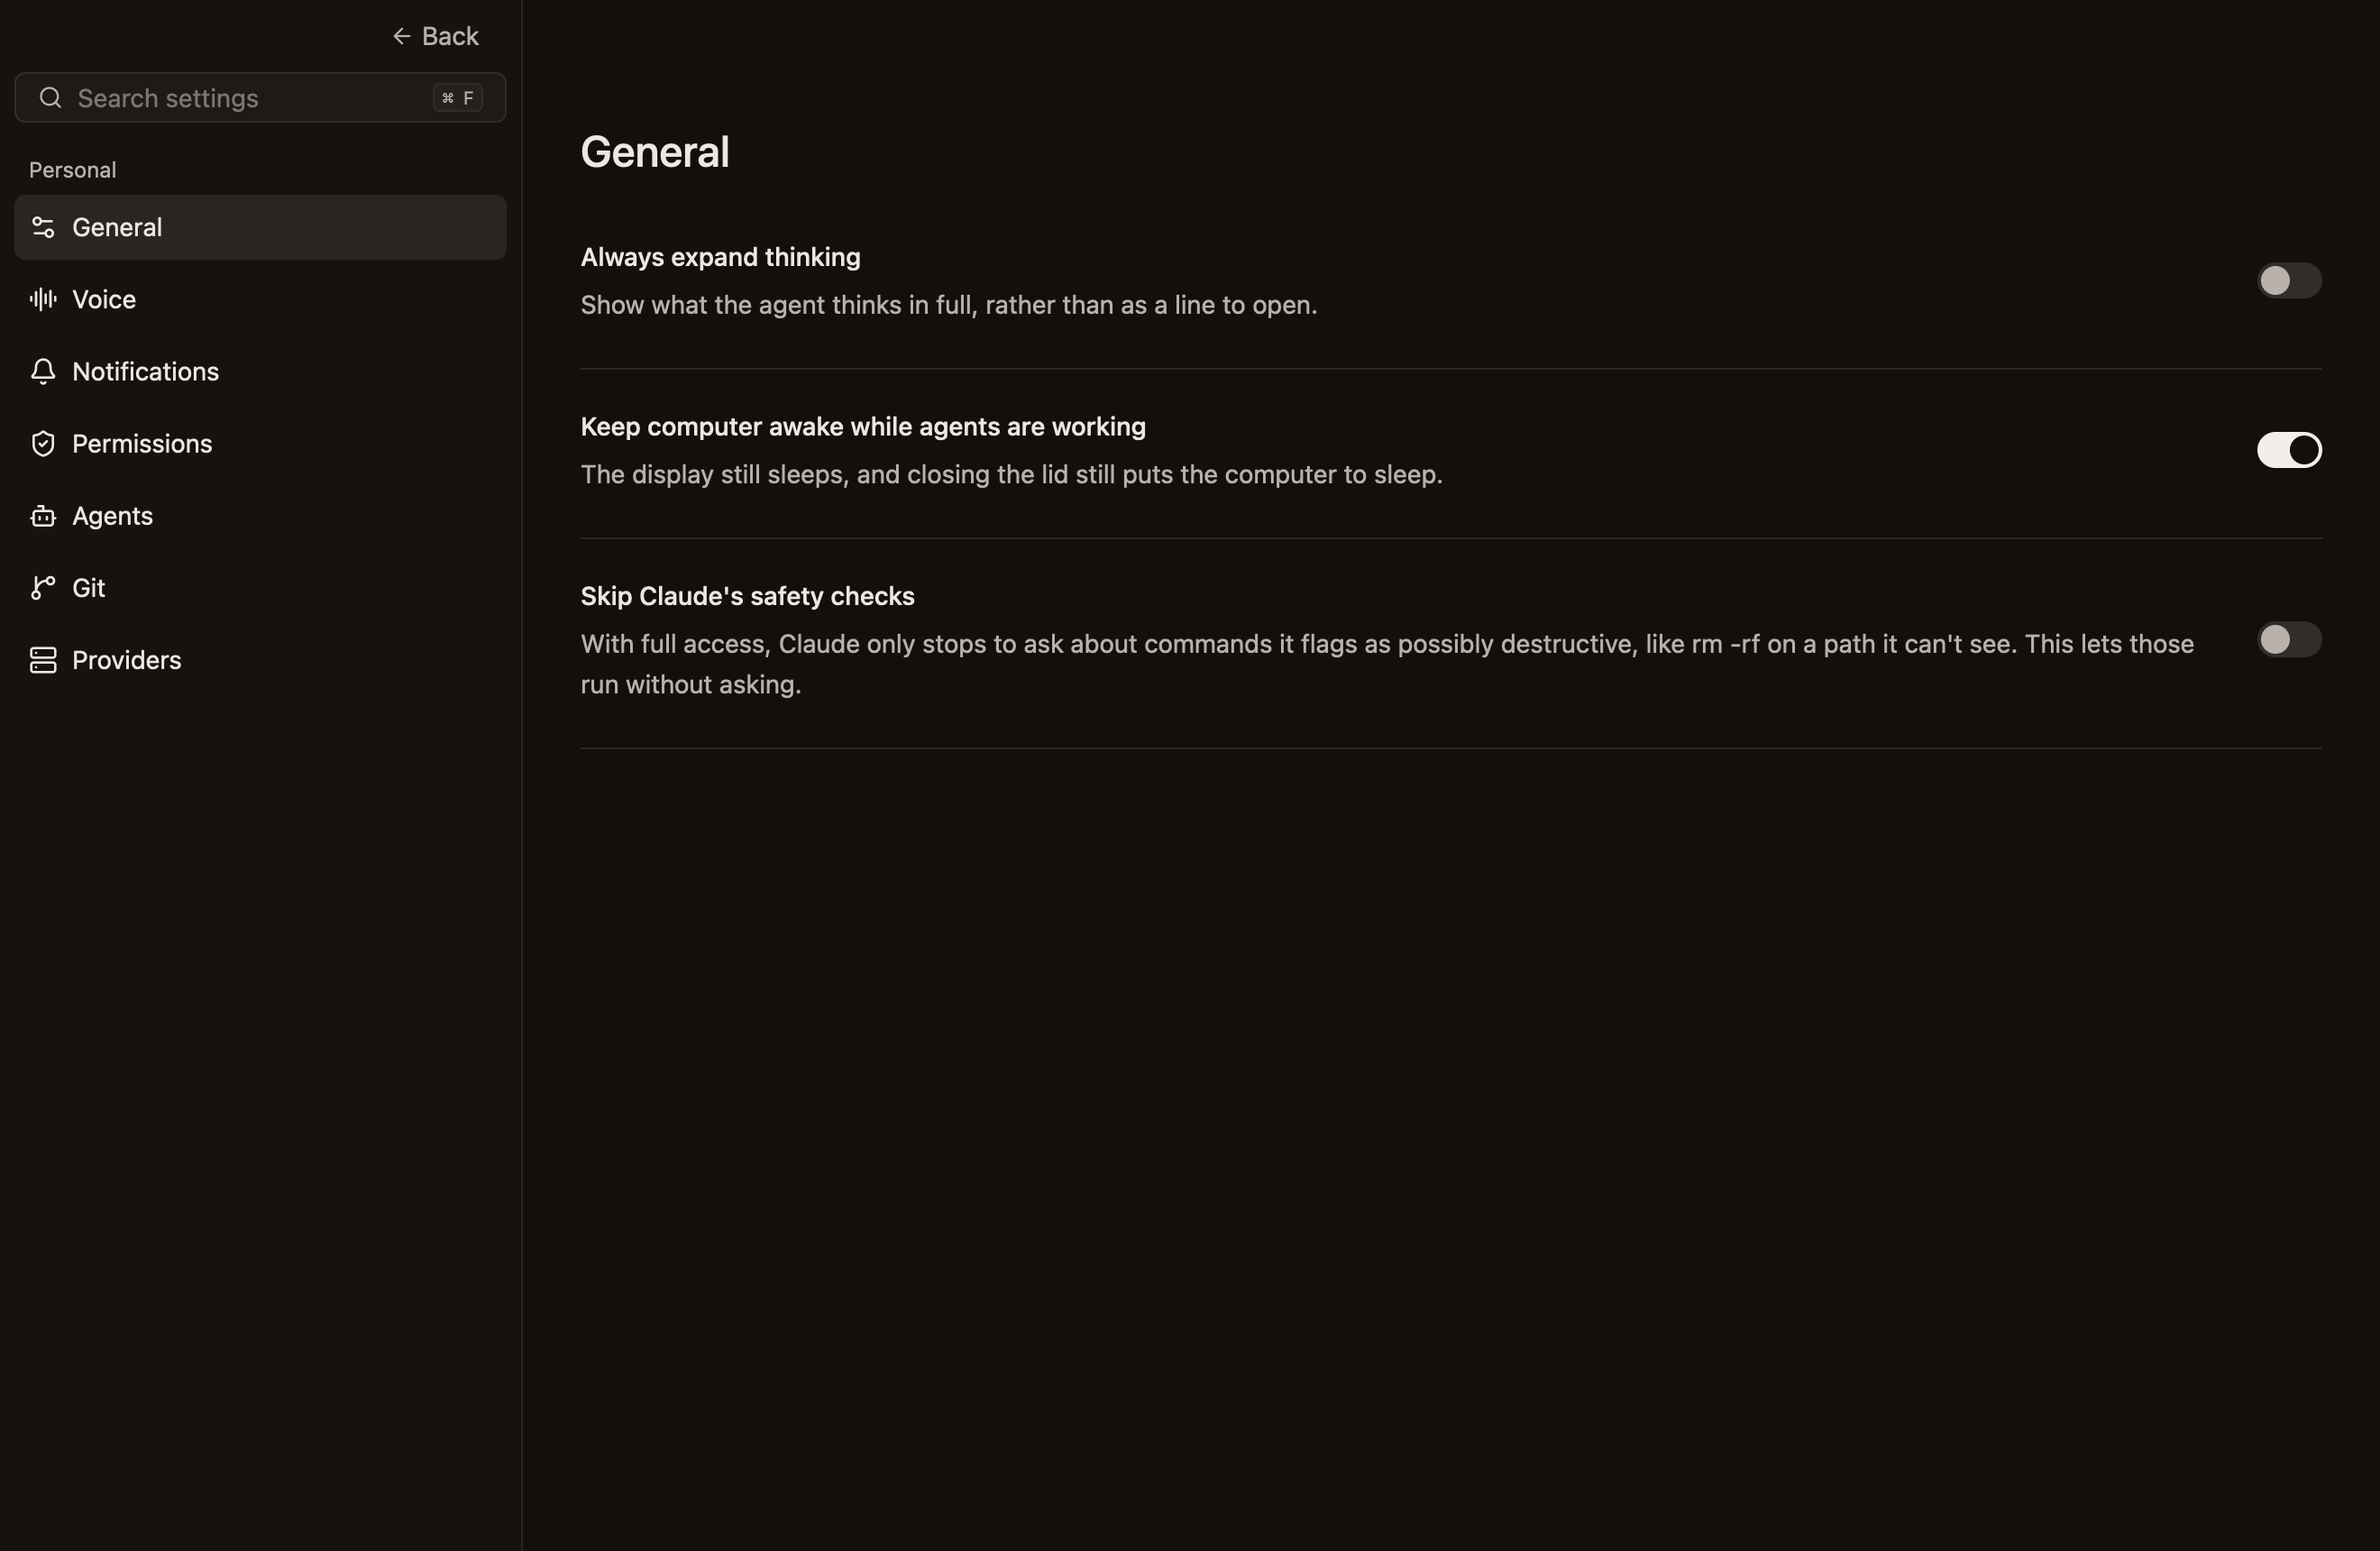 Back
Search settings
⌘ F
Personal
General
Voice
Notifications
Permissions
Agents
Git
Providers
General
Always expand thinking
Show what the agent thinks in full, rather than as a line to open.
Keep computer awake while agents are working
The display still sleeps, and closing the lid still puts the computer to sleep.
Skip Claude's safety checks
With full access, Claude only stops to ask about commands it flags as possibly destructive, like rm -rf on a path it can't see. This lets those
run without asking.